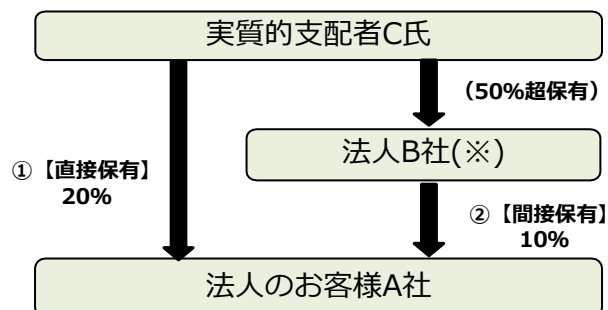 実質的支配者C氏
（50%超保有）
法人B社(※)
①【直接保有】
20%
②【間接保有】
10%
法人のお客様A社